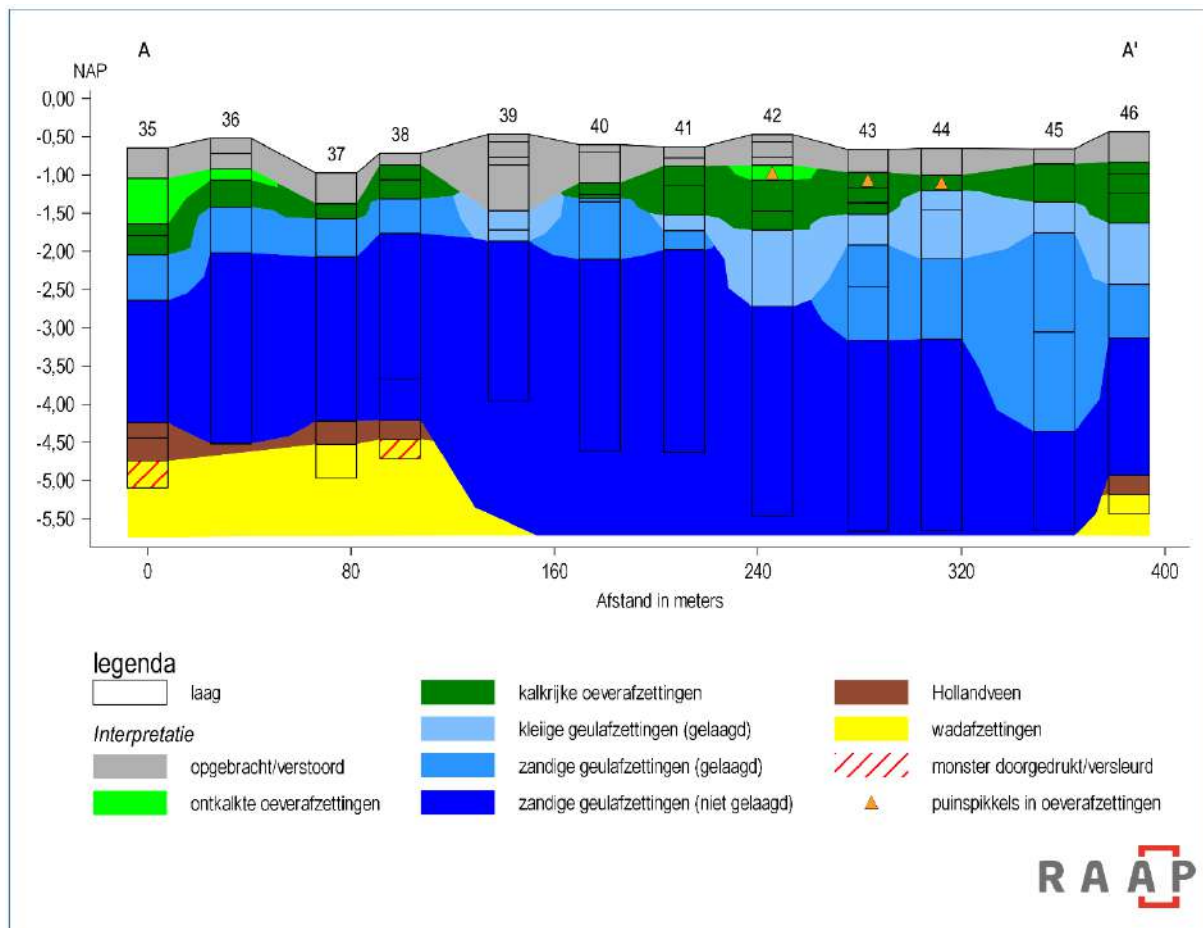 A A'
NAP
0,00
-0,50
-1,00
-1,50
-2,00
-2,50
-3,00
-3,50
-4,00
-4,50
-5,00
-5,50
35 36 37 38 39 40 41 42 43 44 45 46
0 80 160 240 320 400
Afstand in meters
legenda
laag
Interpretatie
opgebracht/verstoord
ontkalkte oeverafzettingen
kalkrijke oeverafzettingen
kleiige geulafzettingen (gelaagd)
zandige geulafzettingen (gelaagd)
zandige geulafzettingen (niet gelaagd)
Hollandveen
wadafzettingen
monster doorgedrukt/versleurd
puinspikkels in oeverafzettingen
RAAP